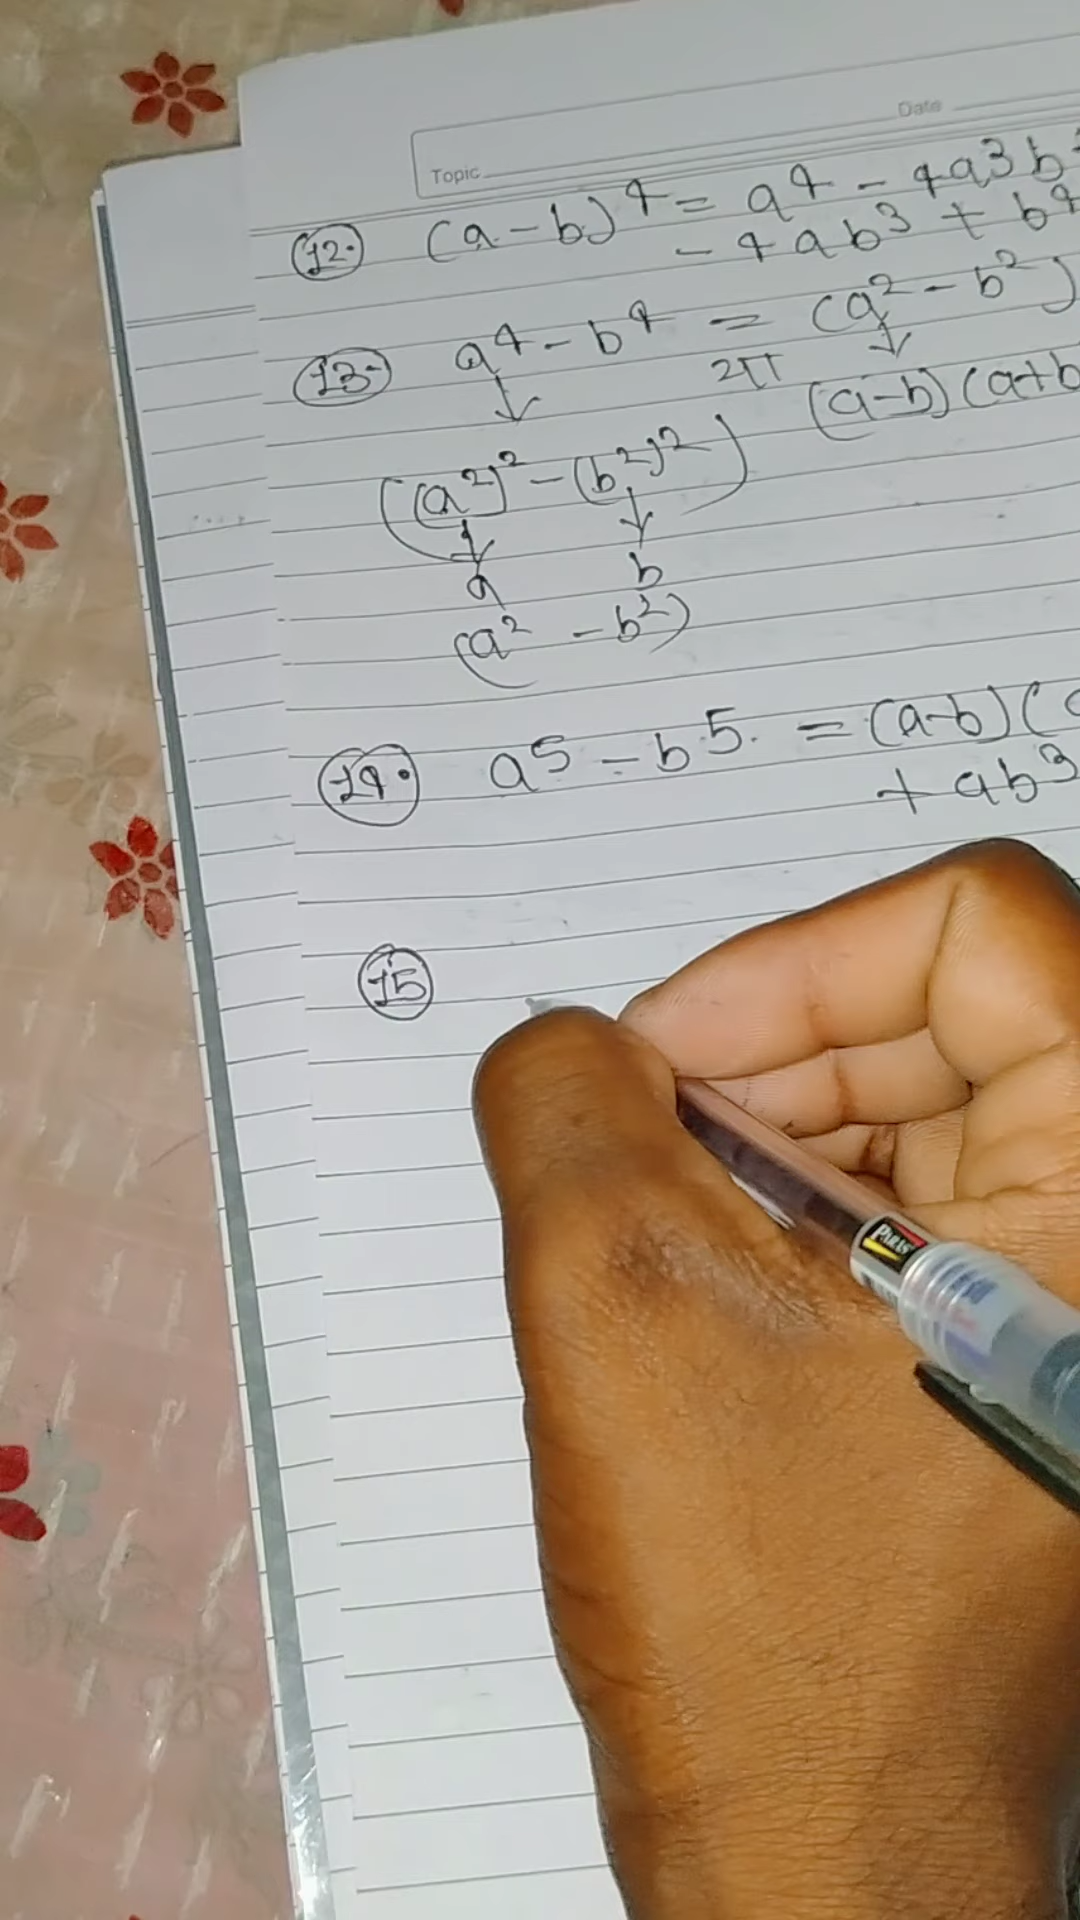 Date
Topic
12. (a-b)⁴ = a⁴ - 4a³b
- 4ab³ + b⁴
13. a⁴ - b⁴ = (a² - b²)
(a-b)(a+b
((a²)² - (b²)²)
a b
(a² - b²)
14. a⁵ - b⁵. = (a-b)(
+ ab³
15
PARIS